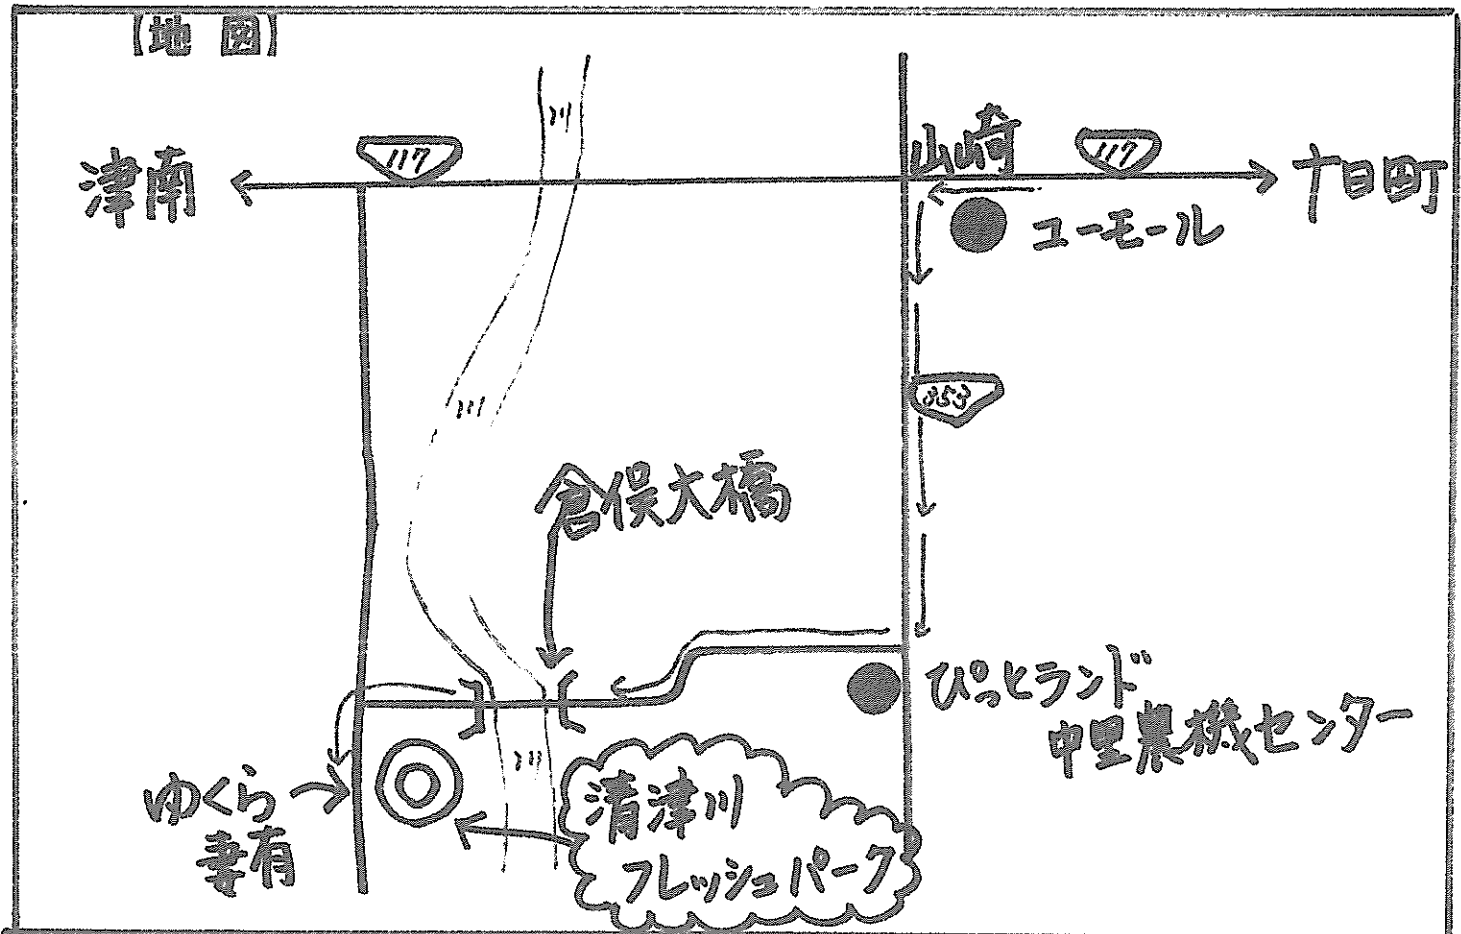 【地図】
川
117
山崎
117
津南
十日町
ユーモール
353
川
倉俣大橋
ぴっとランド
中里農機センター
川
清津川
フレッシュパーク
ゆくら
妻有